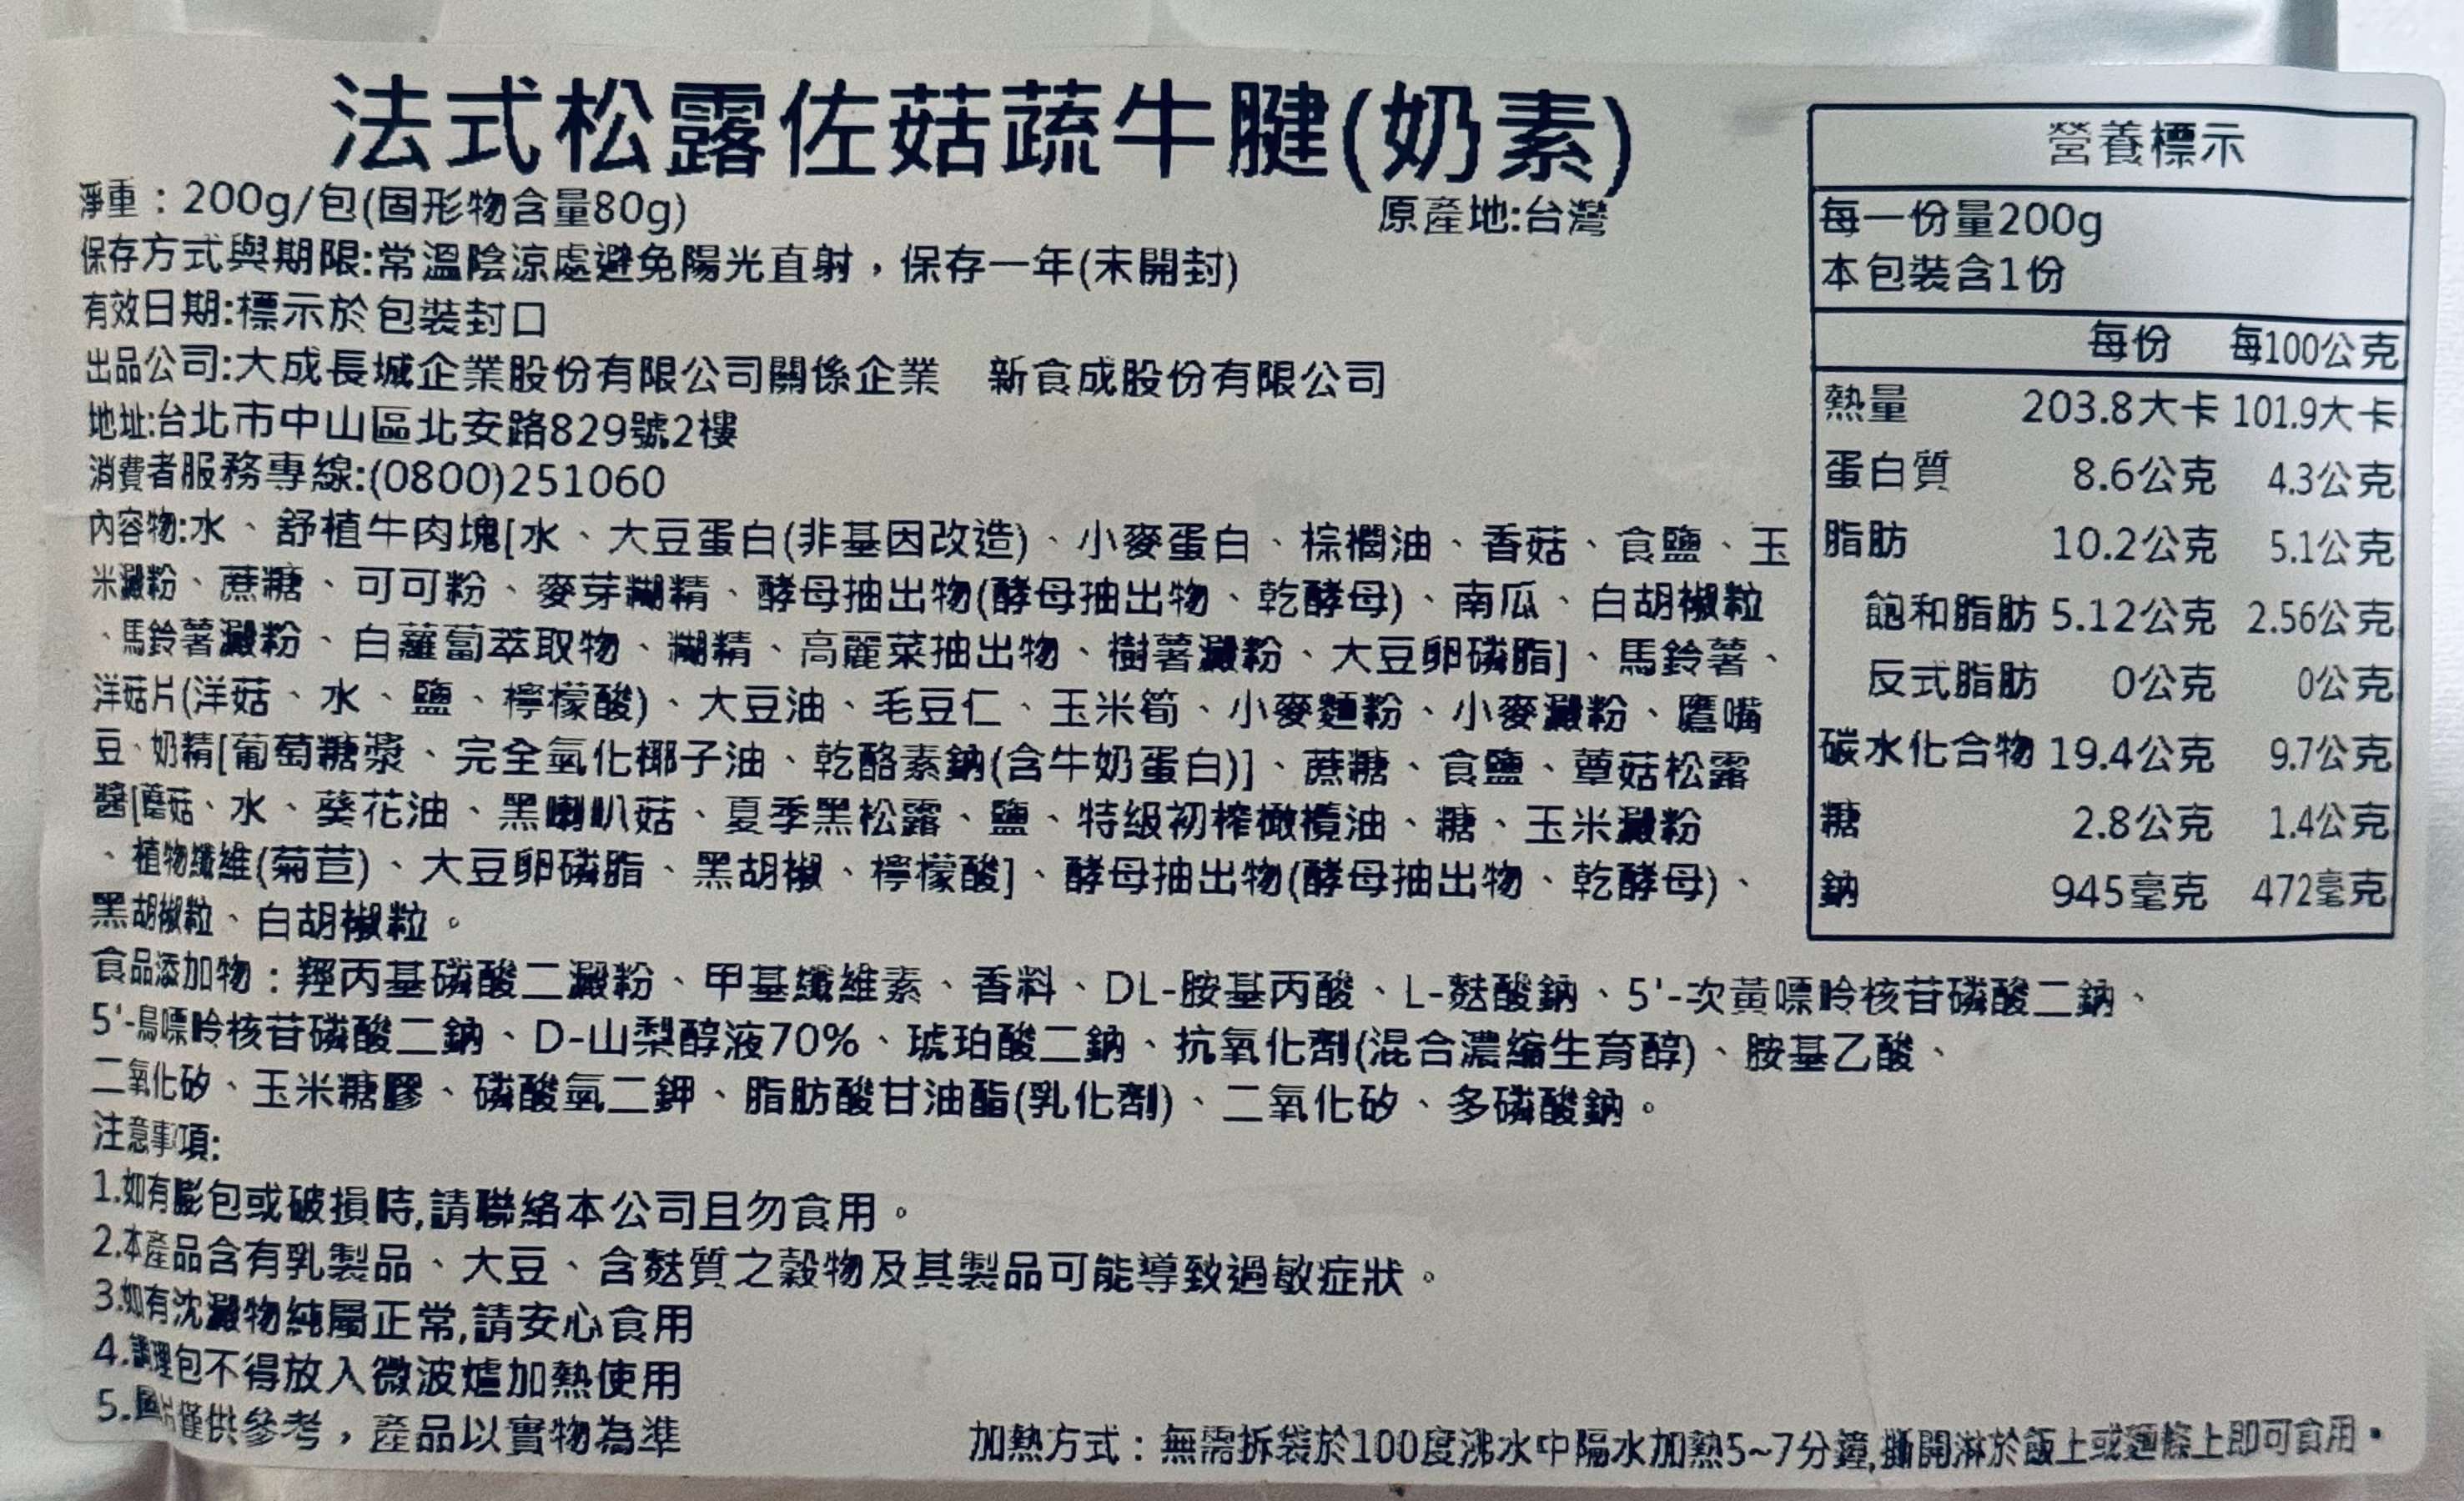 法式松露佐菇蔬牛腱(奶素)
淨重：200g/包(固形物含量80g)
原產地:台灣
保存方式與期限:常溫陰涼處避免陽光直射，保存一年(未開封)
有效日期:標示於包裝封口
出品公司:大成長城企業股份有限公司關係企業　新食成股份有限公司
地址:台北市中山區北安路829號2樓
消費者服務專線:(0800)251060
內容物:水、舒植牛肉塊[水、大豆蛋白(非基因改造)、小麥蛋白、棕櫚油、香菇、食鹽、玉
米澱粉、蔗糖、可可粉、麥芽糊精、酵母抽出物(酵母抽出物、乾酵母)、南瓜、白胡椒粒
、馬鈴薯澱粉、白蘿蔔萃取物、糊精、高麗菜抽出物、樹薯澱粉、大豆卵磷脂]、馬鈴薯、
洋菇片(洋菇、水、鹽、檸檬酸)、大豆油、毛豆仁、玉米筍、小麥麵粉、小麥澱粉、鷹嘴
豆、奶精[葡萄糖漿、完全氫化椰子油、乾酪素鈉(含牛奶蛋白)]、蔗糖、食鹽、蕈菇松露
醬[蘑菇、水、葵花油、黑喇叭菇、夏季黑松露、鹽、特級初榨橄欖油、糖、玉米澱粉
、植物纖維(菊苣)、大豆卵磷脂、黑胡椒、檸檬酸]、酵母抽出物(酵母抽出物、乾酵母)、
黑胡椒粒、白胡椒粒。
食品添加物：羥丙基磷酸二澱粉、甲基纖維素、香料、DL-胺基丙酸、L-麩酸鈉、5'-次黃嘌呤核苷磷酸二鈉、
5'-鳥嘌呤核苷磷酸二鈉、D-山梨醇液70%、琥珀酸二鈉、抗氧化劑(混合濃縮生育醇)、胺基乙酸、
二氧化矽、玉米糖膠、磷酸氫二鉀、脂肪酸甘油酯(乳化劑)、二氧化矽、多磷酸鈉。
注意事項:
1.如有膨包或破損時,請聯絡本公司且勿食用。
2.本產品含有乳製品、大豆、含麩質之穀物及其製品可能導致過敏症狀。
3.如有沈澱物純屬正常,請安心食用
4.調理包不得放入微波爐加熱使用
5.圖片僅供參考，產品以實物為準
加熱方式：無需拆袋於100度沸水中隔水加熱5~7分鐘,撕開淋於飯上或麵條上即可食用。
營養標示
每一份量200g
本包裝含1份
每份 每100公克
熱量 203.8大卡 101.9大卡
蛋白質 8.6公克 4.3公克
脂肪 10.2公克 5.1公克
飽和脂肪 5.12公克 2.56公克
反式脂肪 0公克 0公克
碳水化合物 19.4公克 9.7公克
糖 2.8公克 1.4公克
鈉 945毫克 472毫克